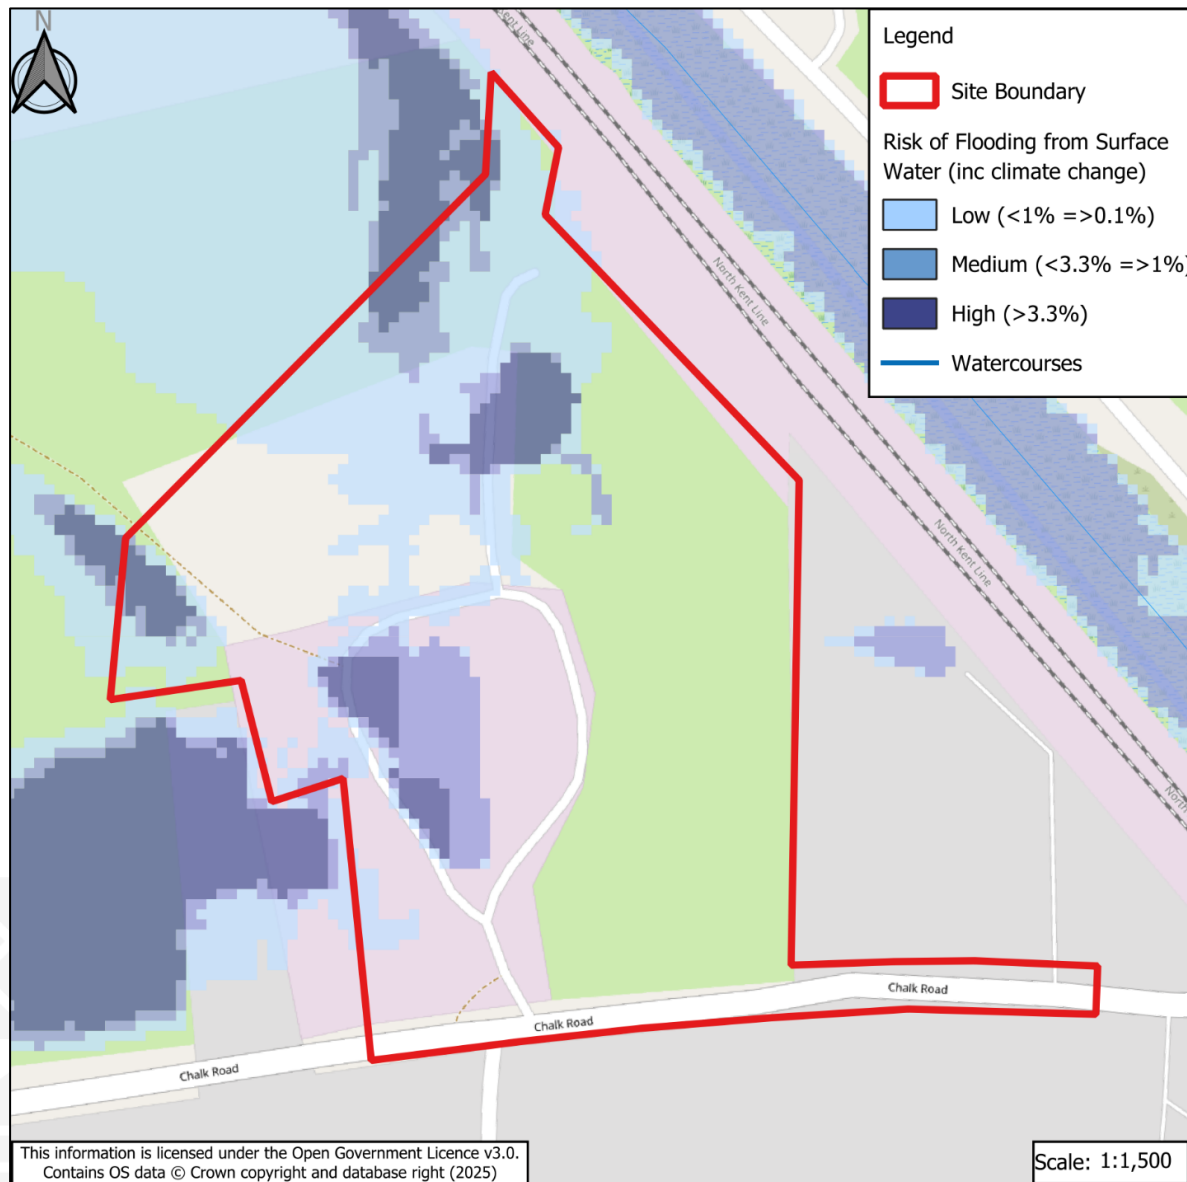 N
Legend
Site Boundary
Risk of Flooding from Surface
Water (inc climate change)
Low (<1% =>0.1%)
Medium (<3.3% =>1%)
High (>3.3%)
Watercourses
Kent Line
North Kent Line
North Kent Line
North
Chalk Road
Chalk Road
Chalk Road
This information is licensed under the Open Government Licence v3.0.
Contains OS data © Crown copyright and database right (2025)
Scale: 1:1,500